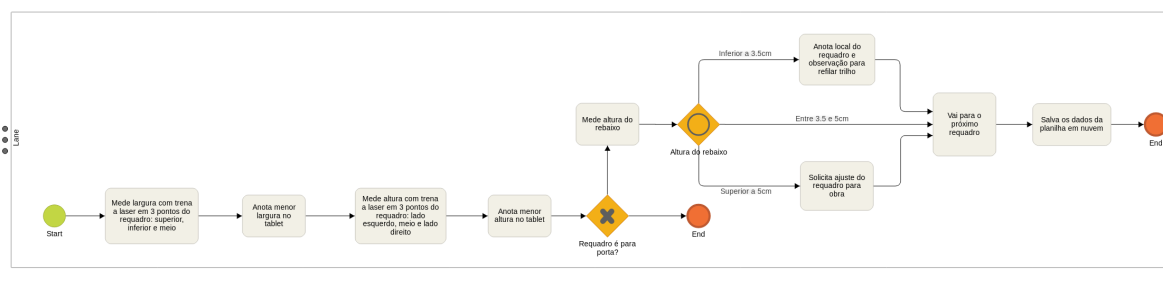 Lane
Start
Mede largura com trena
a laser em 3 pontos do
requadro: superior,
inferior e meio
Anota menor
largura no
tablet
Mede altura com trena
a laser em 3 pontos do
requadro: lado
esquerdo, meio e lado
direito
Anota menor
altura no tablet
Requadro é para
porta?
End
Mede altura do
rebaixo
Altura do rebaixo
Inferior a 3.5cm
Entre 3.5 e 5cm
Superior a 5cm
Anota local do
requadro e
observação para
refilar trilho
Solicita ajuste do
requadro para
obra
Vai para o
próximo
requadro
Salva os dados da
planilha em nuvem
End